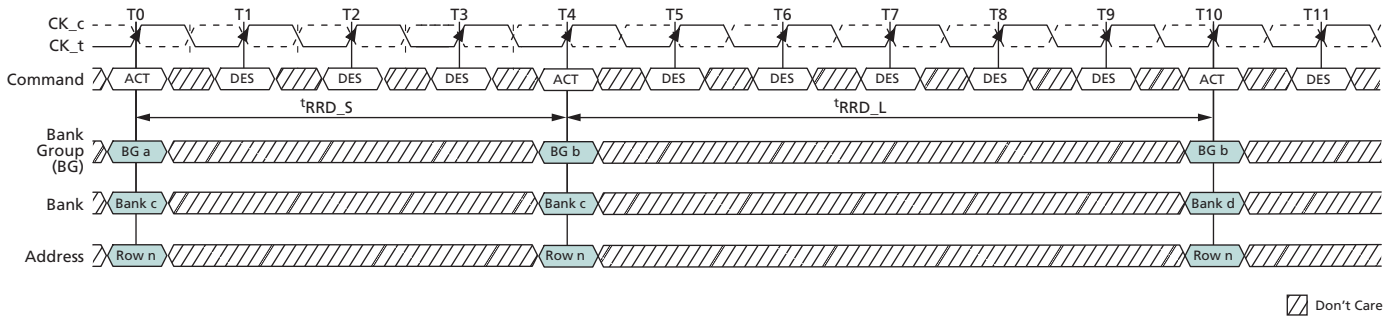 T0 T1 T2 T3 T4 T5 T6 T7 T8 T9 T10 T11
CK_c
CK_t
Command ACT DES DES DES ACT DES DES DES DES DES ACT DES
tRRD_S tRRD_L
Bank
Group
(BG)
BG a BG b BG b
Bank Bank c Bank c Bank d
Address Row n Row n Row n
Don't Care